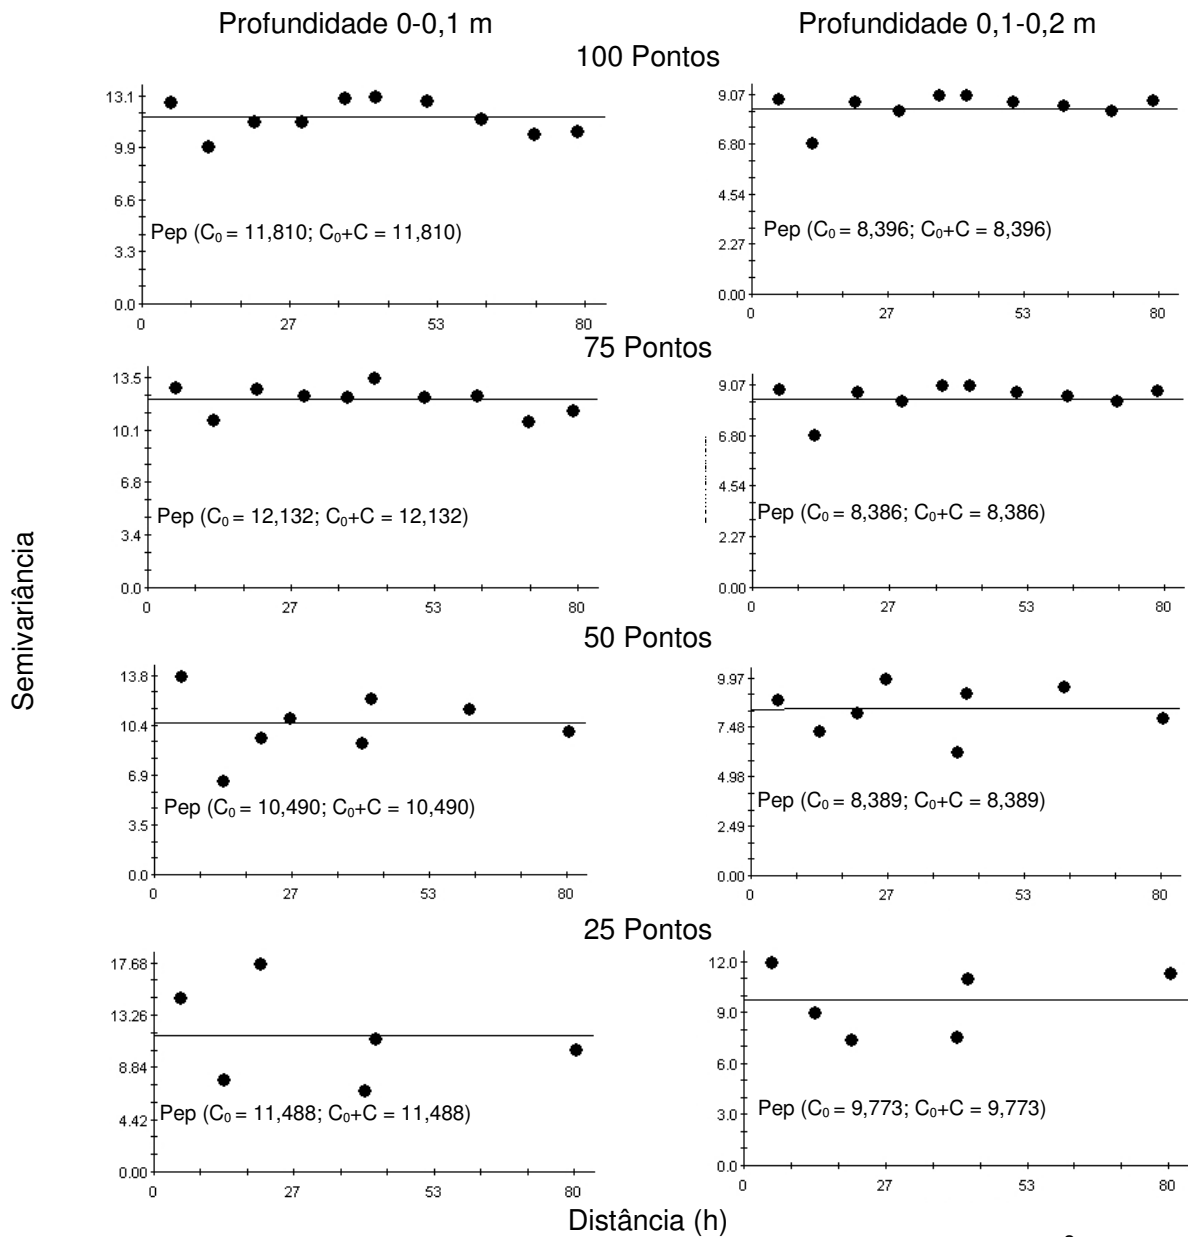 Profundidade 0-0,1 m
Profundidade 0,1-0,2 m
100 Pontos
13.1
9.9
6.6
3.3
0.0
Pep (C₀ = 11,810; C₀+C = 11,810)
0 27 53 80
9.07
6.80
4.54
2.27
0.00
Pep (C₀ = 8,396; C₀+C = 8,396)
0 27 53 80
75 Pontos
13.5
10.1
6.8
3.4
0.0
Pep (C₀ = 12,132; C₀+C = 12,132)
0 27 53 80
9.07
6.80
4.54
2.27
0.00
Pep (C₀ = 8,386; C₀+C = 8,386)
0 27 53 80
Semivariância
50 Pontos
13.8
10.4
6.9
3.5
0.0
Pep (C₀ = 10,490; C₀+C = 10,490)
0 27 53 80
9.97
7.48
4.98
2.49
0.00
Pep (C₀ = 8,389; C₀+C = 8,389)
0 27 53 80
25 Pontos
17.68
13.26
8.84
4.42
0.00
Pep (C₀ = 11,488; C₀+C = 11,488)
0 27 53 80
12.0
9.0
6.0
3.0
0.0
Pep (C₀ = 9,773; C₀+C = 9,773)
0 27 53 80
Distância (h)